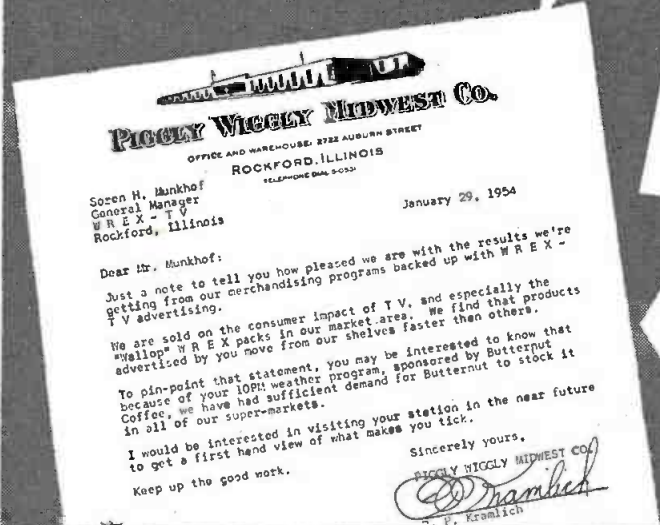 PIGGLY WIGGLY MIDWEST CO.
OFFICE AND WAREHOUSE: 2722 AUBURN STREET
ROCKFORD, ILLINOIS
TELEPHONE DIAL
Soren H. Munkhof
General Manager
W R E X - T V
Rockford, Illinois
January 29, 1954
Dear Mr. Munkhof:
Just a note to tell you how pleased we are with the results we're
getting from our merchandising programs backed up with W R E X -
T V advertising.
We are sold on the consumer impact of T V, and especially the
"Wallop" W R E X packs in our market area. We find that products
advertised by you move from our shelves faster than others.
To pin-point that statement, you may be interested to know that
because of your 10PM weather program, sponsored by Butternut
Coffee, we have had sufficient demand for Butternut to stock it
in all of our super-markets.
I would be interested in visiting your station in the near future
to get a first hand view of what makes you tick.
Keep up the good work.
Sincerely yours,
PIGGLY WIGGLY MIDWEST CO.
Kramlich
P. Kramlich